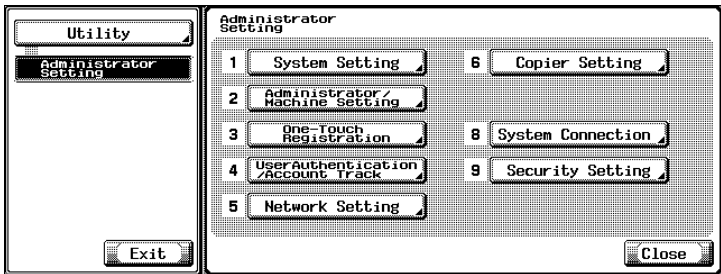 Utility
Administrator
Setting
Exit
Administrator
Setting
1 System Setting
2 Administrator/
Machine Setting
3 One-Touch
Registration
4 UserAuthentication
/Account Track
5 Network Setting
6 Copier Setting
8 System Connection
9 Security Setting
Close